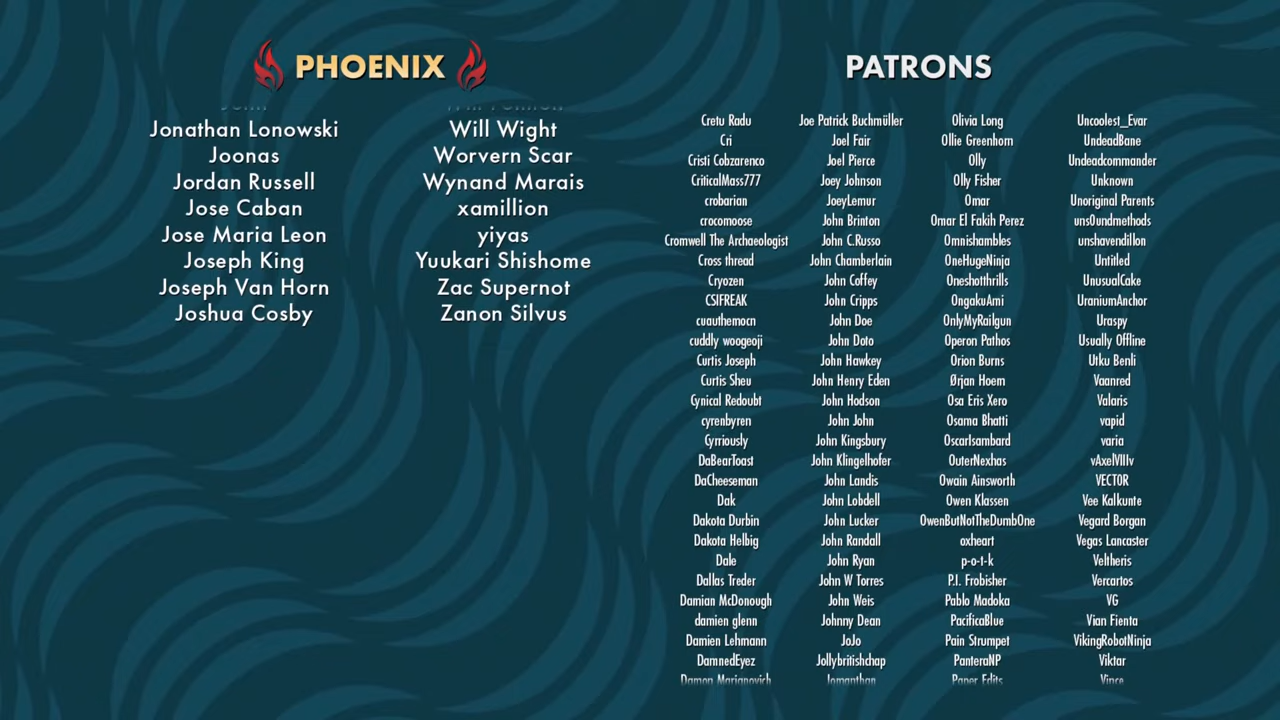 PHOENIX
John
Jonathan Lonowski
Joonas
Jordan Russell
Jose Caban
Jose Maria Leon
Joseph King
Joseph Van Horn
Joshua Cosby
Will Wight
Worvern Scar
Wynand Marais
xamillion
yiyas
Yuukari Shishome
Zac Supernot
Zanon Silvus
PATRONS
Cretu Radu
Cri
Cristi Cobzarenco
CriticalMass777
crobarian
crocomoose
Cromwell The Archaeologist
Cross thread
Cryozen
CSIFREAK
cuauthemocn
cuddly woogeoji
Curtis Joseph
Curtis Sheu
Cynical Redoubt
cyrenbyren
Cyrriously
DaBearToast
DaCheeseman
Dak
Dakota Durbin
Dakota Helbig
Dale
Dallas Treder
Damian McDonough
damien glenn
Damien Lehmann
DamnedEyez
Damon Marjanovich
Joe Patrick Buchmüller
Joel Fair
Joel Pierce
Joey Johnson
JoeyLemur
John Brinton
John C.Russo
John Chamberlain
John Coffey
John Cripps
John Doe
John Doto
John Hawkey
John Henry Eden
John Hodson
John John
John Kingsbury
John Klingelhofer
John Landis
John Lobdell
John Lucker
John Randall
John Ryan
John W Torres
John Weis
Johnny Dean
JoJo
Jollybritishchap
Jomanthan
Olivia Long
Ollie Greenhorn
Olly
Olly Fisher
Omar
Omar El Fakih Perez
Omnishambles
OneHugeNinja
Oneshotthrills
OngakuAmi
OnlyMyRailgun
Operon Pathos
Orion Burns
Ørjan Hoem
Osa Eris Xero
Osama Bhatti
OscarIsambard
OuterNexhas
Owain Ainsworth
Owen Klassen
OwenButNotTheDumbOne
oxheart
p-o-t-k
P.I. Frobisher
Pablo Madoka
PacificaBlue
Pain Strumpet
PanteraNP
Paper Edits
Uncoolest_Evar
UndeadBane
Undeadcommander
Unknown
Unoriginal Parents
uns0undmethods
unshavendillon
Untitled
UnusualCake
UraniumAnchor
Uraspy
Usually Offline
Utku Benli
Vaanred
Valaris
vapid
varia
vAxelVIIIv
VECTOR
Vee Kalkunte
Vegard Borgan
Vegas Lancaster
Veltheris
Vercartos
VG
Vian Fienta
VikingRobotNinja
Viktar
Vince